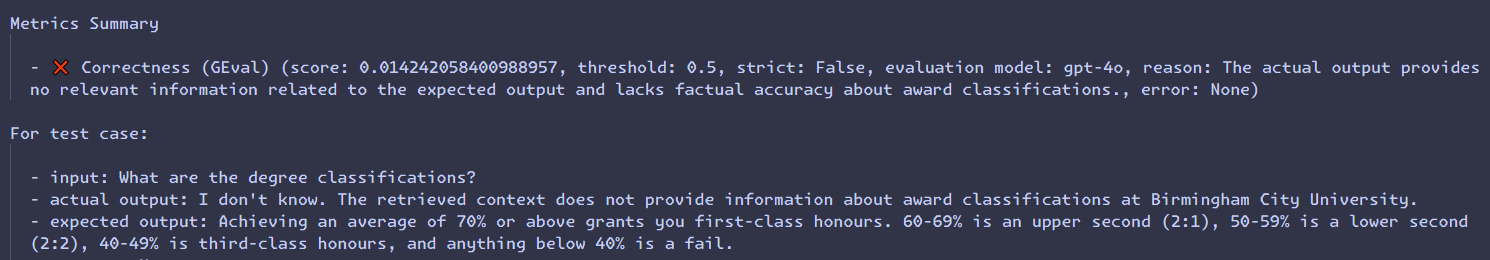 Metrics Summary
- ❌ Correctness (GEval) (score: 0.014242058400988957, threshold: 0.5, strict: False, evaluation model: gpt-4o, reason: The actual output provides
no relevant information related to the expected output and lacks factual accuracy about award classifications., error: None)
For test case:
- input: What are the degree classifications?
- actual output: I don't know. The retrieved context does not provide information about award classifications at Birmingham City University.
- expected output: Achieving an average of 70% or above grants you first-class honours. 60-69% is an upper second (2:1), 50-59% is a lower second
(2:2), 40-49% is third-class honours, and anything below 40% is a fail.